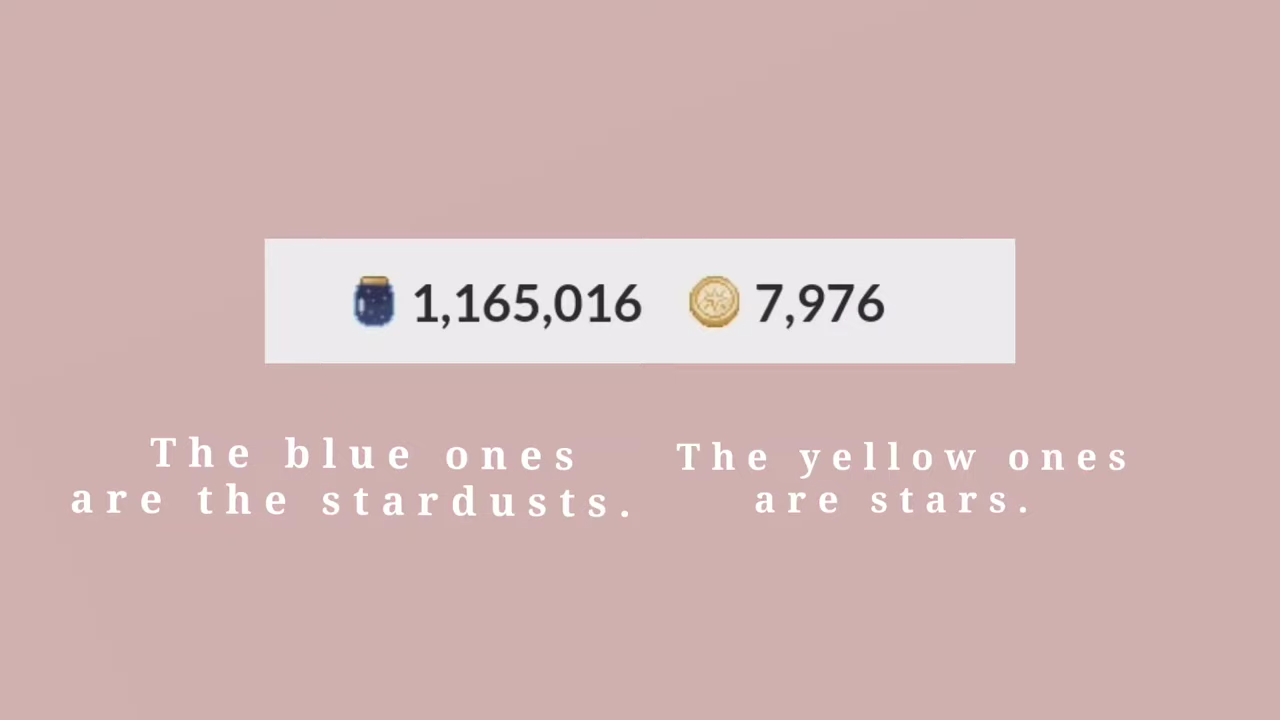 1,165,016 7,976
The blue ones
are the stardusts.
The yellow ones
are stars.